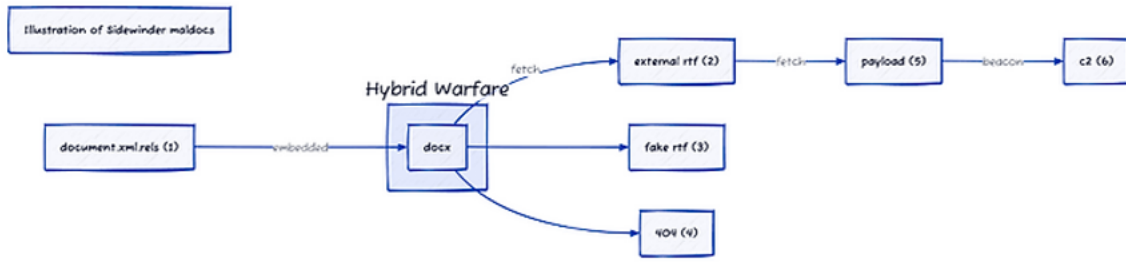 Illustration of Sidewinder maldocs
external rtf (2)
fetch
payload (5)
beacon
c2 (6)
fetch
Hybrid Warfare
document.xml.rels (1)
embedded
docx
fake rtf (3)
404 (4)